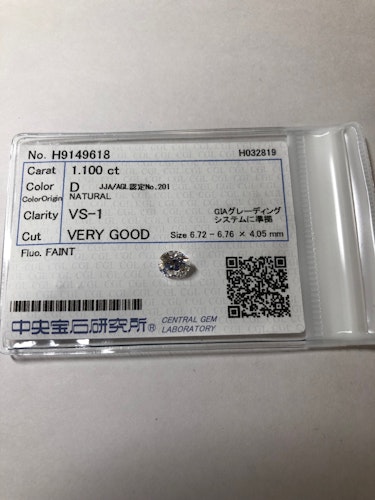 No. H9149618 H032819
Carat 1.100 ct
Color D JJA/AGL認定No.201
ColorOrigin NATURAL
Clarity VS-1 GIAグレーディング
システムに準拠
Cut VERY GOOD Size 6.72 - 6.76 × 4.05 mm
Fluo. FAINT
中央宝石研究所® CENTRAL GEM
LABORATORY